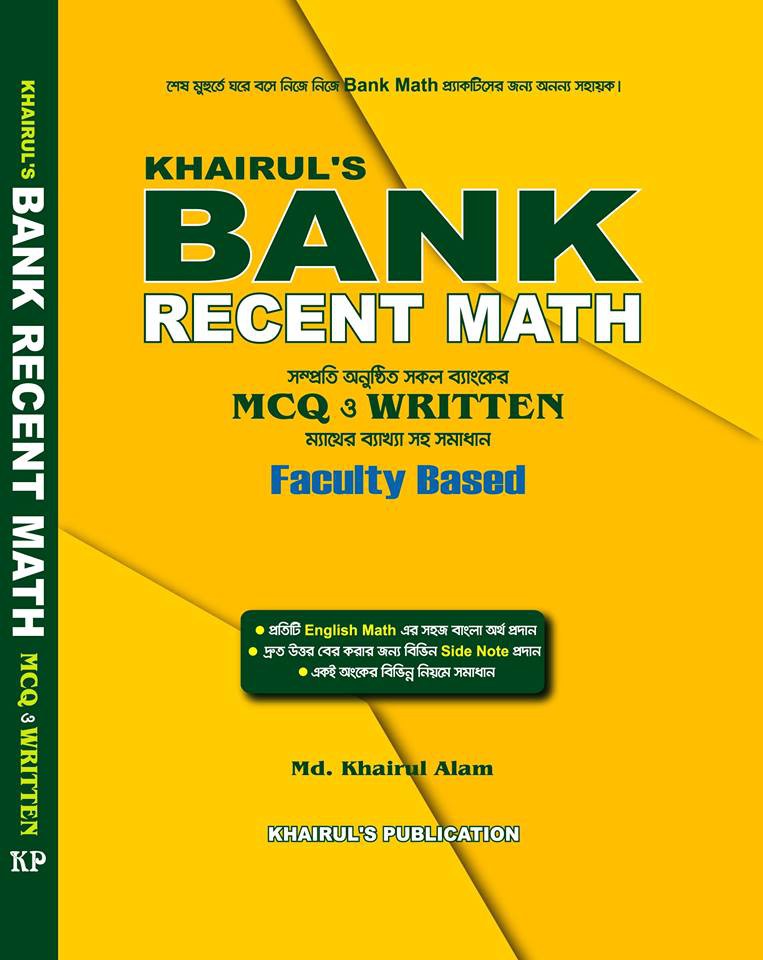 শেষ মুহুর্তে ঘরে বসে নিজে নিজে Bank Math প্র্যাকটিসের জন্য অনন্য সহায়ক।
KHAIRUL'S
BANK
RECENT MATH
সম্প্রতি অনুষ্ঠিত সকল ব্যাংকের
MCQ ও WRITTEN
ম্যাথের ব্যাখ্যা সহ সমাধান
Faculty Based
• প্রতিটি English Math এর সহজ বাংলা অর্থ প্রদান
• দ্রুত উত্তর বের করার জন্য বিভিন Side Note প্রদান
• একই অংকের বিভিন্ন নিয়মে সমাধান
Md. Khairul Alam
KHAIRUL'S PUBLICATION
KHAIRUL'S BANK RECENT MATH MCQ ও WRITTEN
KP